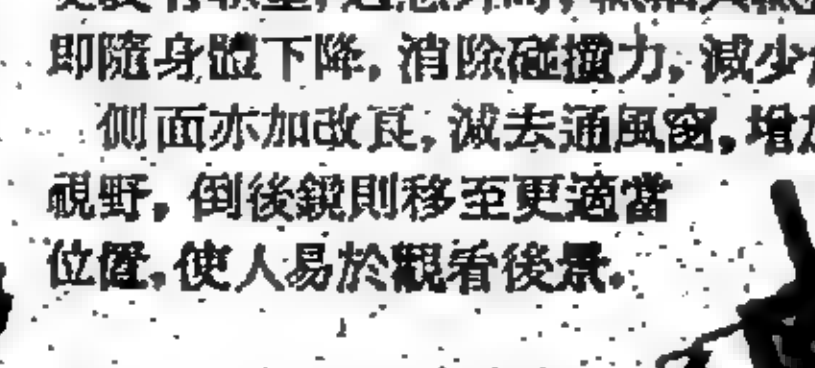 即隨身體下降,消除碰撞力,減少
側面亦加改良,減去通風窗,增加
視野,倒後鏡則移至更適當
位置,使人易於觀看後景.